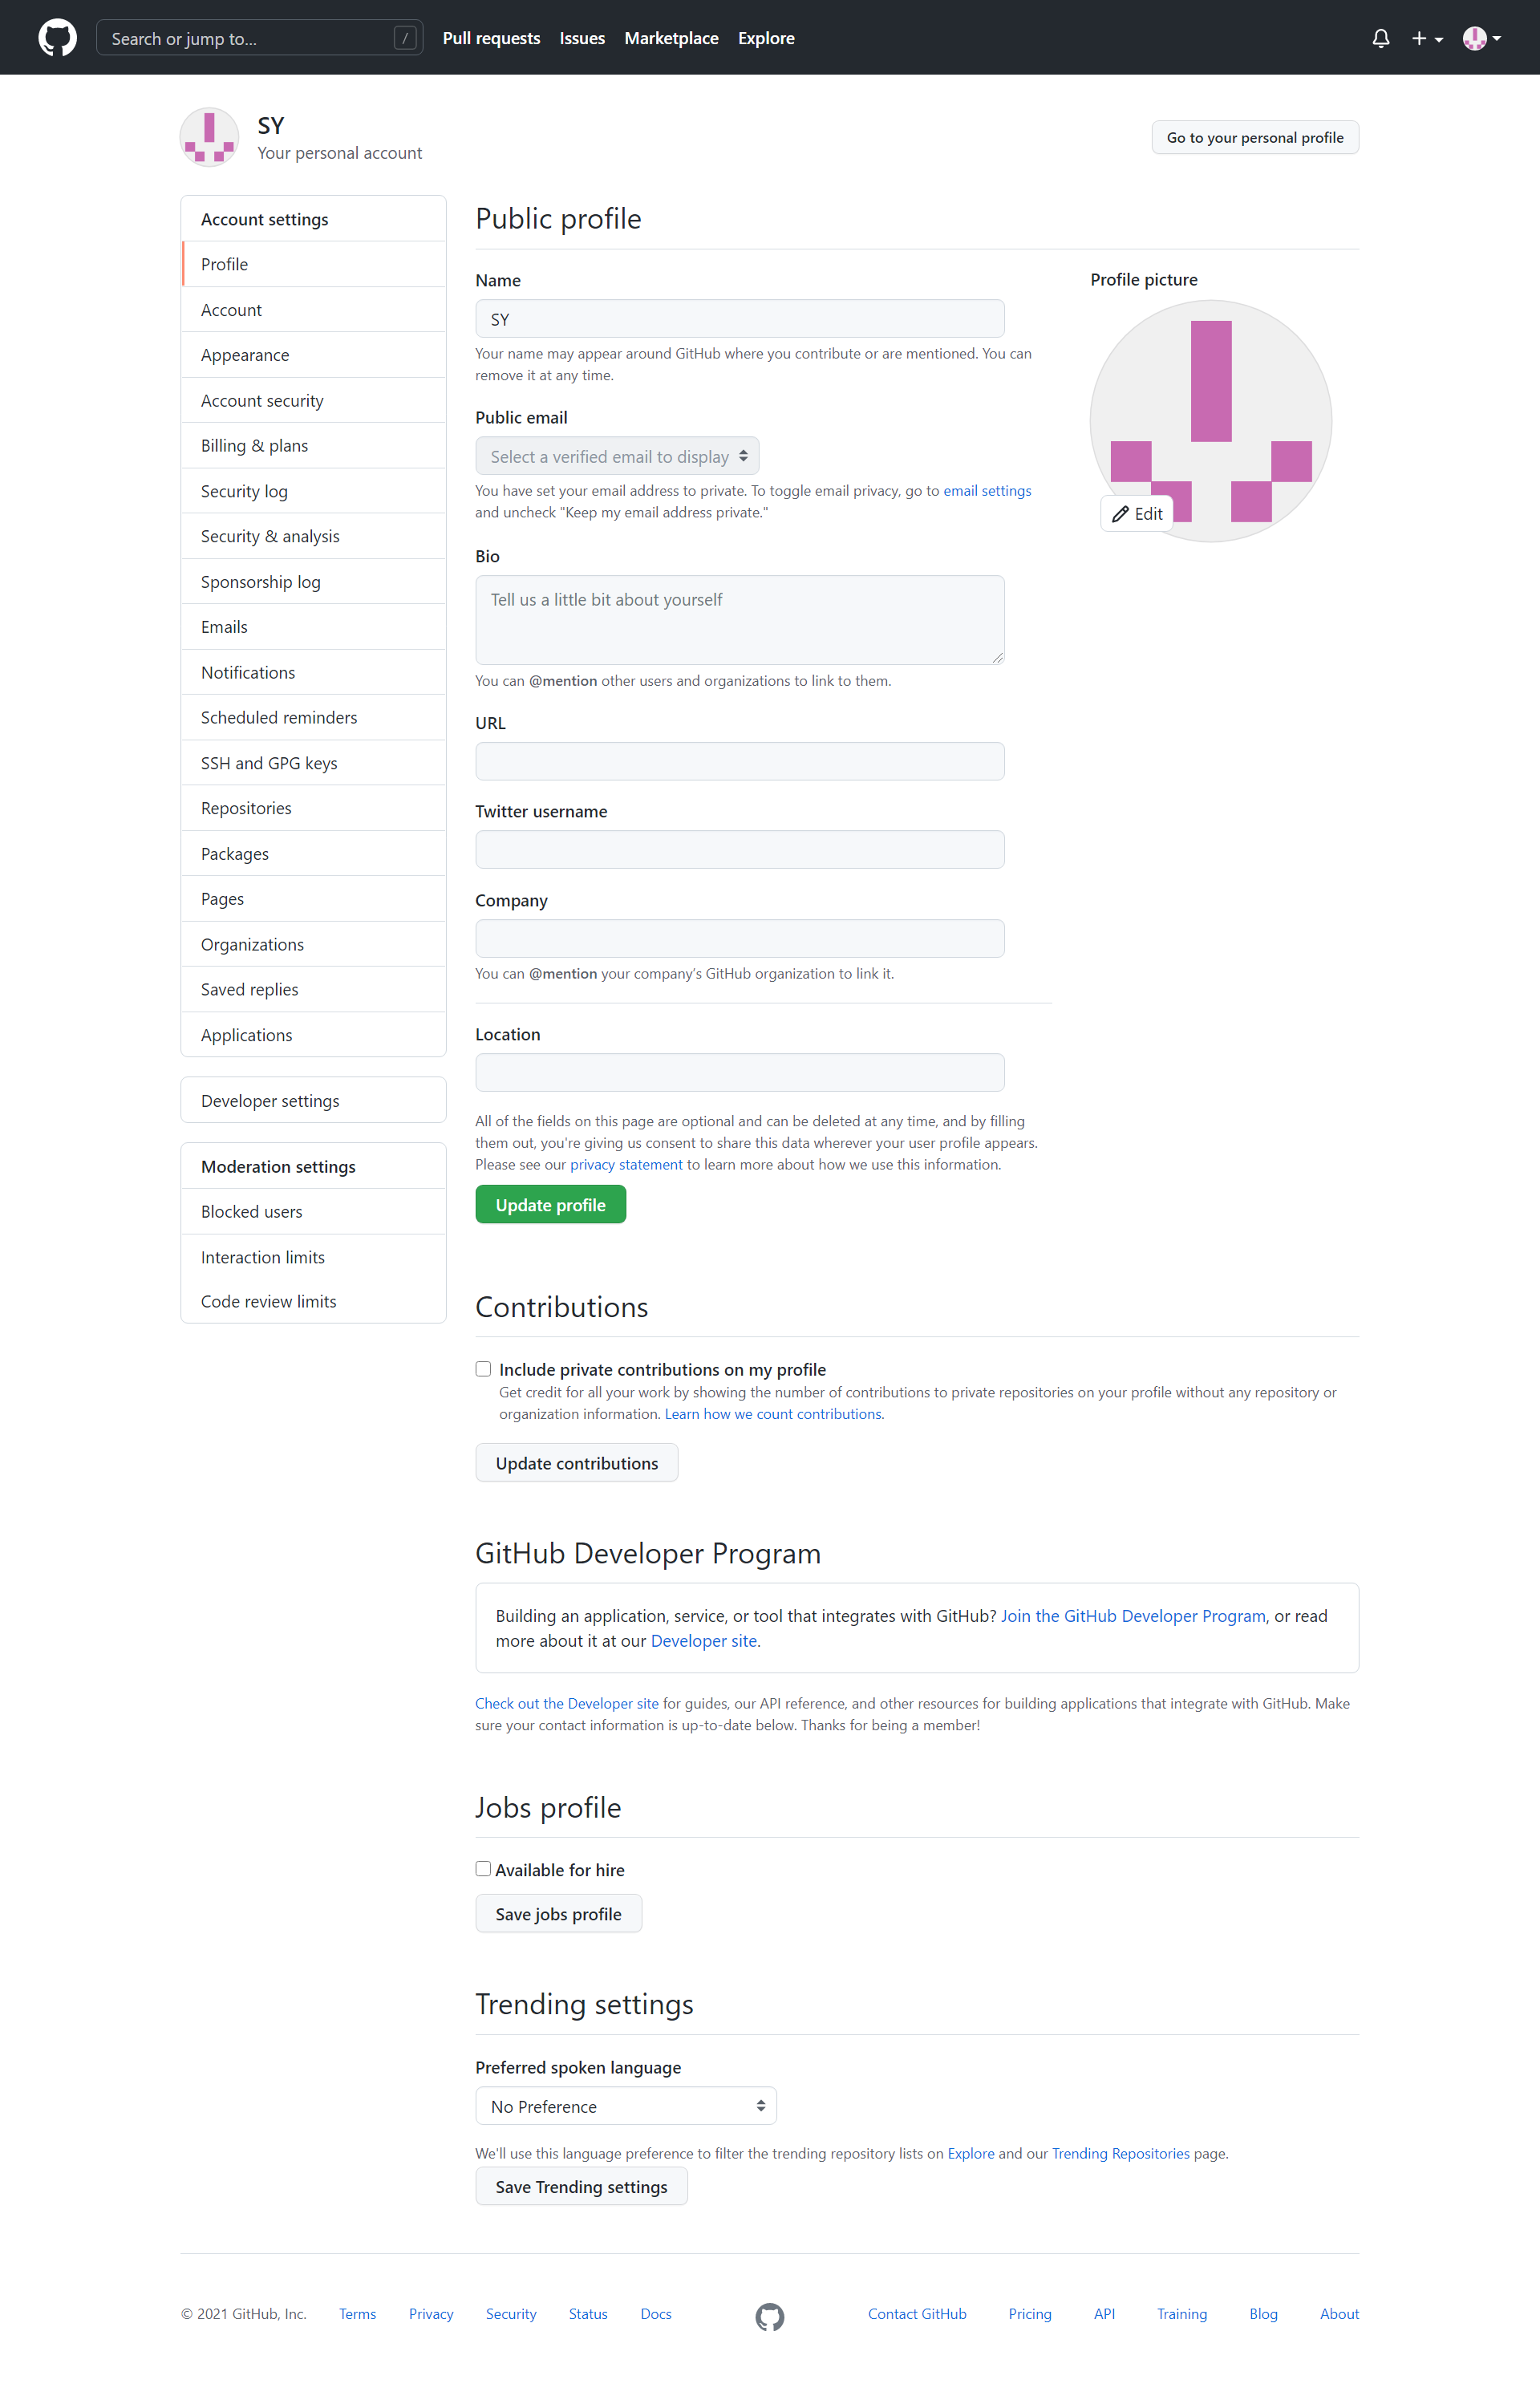 Search or jump to...
/
Pull requests
Issues
Marketplace
Explore
SY
Your personal account
Go to your personal profile
Account settings
Profile
Account
Appearance
Account security
Billing & plans
Security log
Security & analysis
Sponsorship log
Emails
Notifications
Scheduled reminders
SSH and GPG keys
Repositories
Packages
Pages
Organizations
Saved replies
Applications
Developer settings
Moderation settings
Blocked users
Interaction limits
Code review limits
Public profile
Name
SY
Your name may appear around GitHub where you contribute or are mentioned. You can
remove it at any time.
Public email
Select a verified email to display
You have set your email address to private. To toggle email privacy, go to email settings
and uncheck "Keep my email address private."
Bio
Tell us a little bit about yourself
You can @mention other users and organizations to link to them.
URL
Twitter username
Company
You can @mention your company's GitHub organization to link it.
Location
All of the fields on this page are optional and can be deleted at any time, and by filling
them out, you're giving us consent to share this data wherever your user profile appears.
Please see our privacy statement to learn more about how we use this information.
Update profile
Profile picture
Edit
Contributions
Include private contributions on my profile
Get credit for all your work by showing the number of contributions to private repositories on your profile without any repository or
organization information. Learn how we count contributions.
Update contributions
GitHub Developer Program
Building an application, service, or tool that integrates with GitHub? Join the GitHub Developer Program, or read
more about it at our Developer site.
Check out the Developer site for guides, our API reference, and other resources for building applications that integrate with GitHub. Make
sure your contact information is up-to-date below. Thanks for being a member!
Jobs profile
Available for hire
Save jobs profile
Trending settings
Preferred spoken language
No Preference
We'll use this language preference to filter the trending repository lists on Explore and our Trending Repositories page.
Save Trending settings
© 2021 GitHub, Inc.
Terms
Privacy
Security
Status
Docs
Contact GitHub
Pricing
API
Training
Blog
About